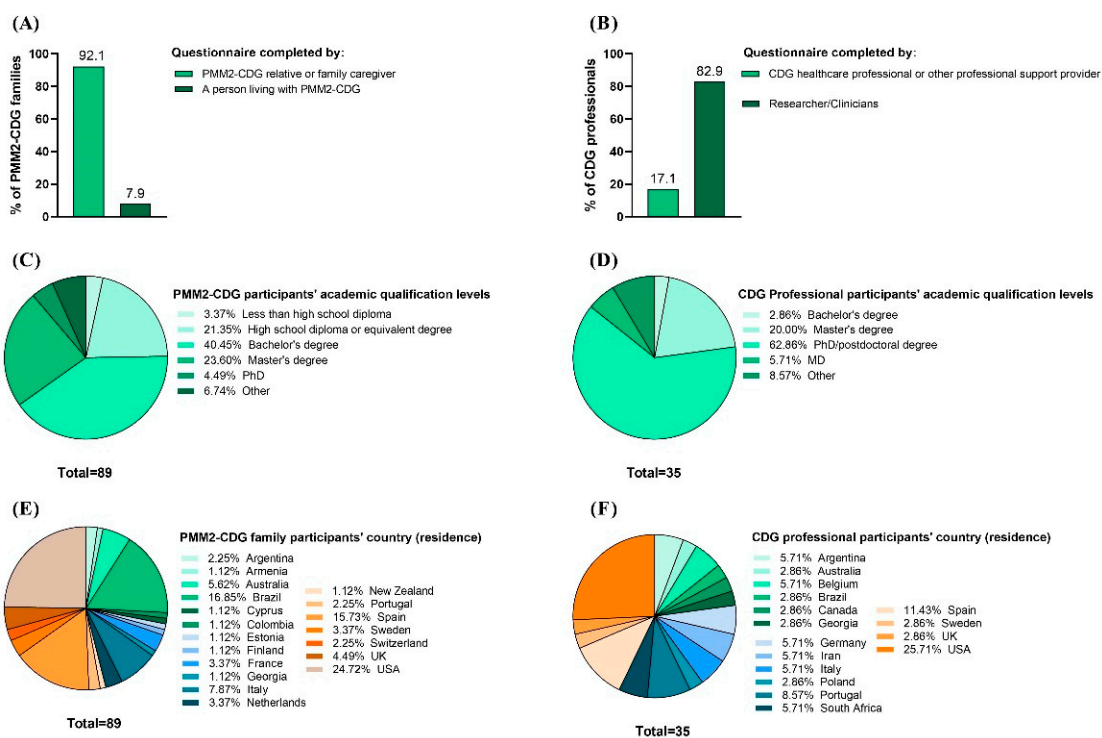 (A)
% of PMM2-CDG families
100
80
60
40
20
0
92.1
7.9
Questionnaire completed by:
PMM2-CDG relative or family caregiver
A person living with PMM2-CDG
(B)
% of CDG professionals
100
80
60
40
20
0
17.1
82.9
Questionnaire completed by:
CDG healthcare professional or other professional support provider
Researcher/Clinicians
(C)
PMM2-CDG participants' academic qualification levels
3.37% Less than high school diploma
21.35% High school diploma or equivalent degree
40.45% Bachelor's degree
23.60% Master's degree
4.49% PhD
6.74% Other
Total=89
(D)
CDG Professional participants' academic qualification levels
2.86% Bachelor's degree
20.00% Master's degree
62.86% PhD/postdoctoral degree
5.71% MD
8.57% Other
Total=35
(E)
PMM2-CDG family participants' country (residence)
2.25% Argentina
1.12% Armenia
5.62% Australia
16.85% Brazil
1.12% Cyprus
1.12% Colombia
1.12% Estonia
1.12% Finland
3.37% France
1.12% Georgia
7.87% Italy
3.37% Netherlands
1.12% New Zealand
2.25% Portugal
15.73% Spain
3.37% Sweden
2.25% Switzerland
4.49% UK
24.72% USA
Total=89
(F)
CDG professional participants' country (residence)
5.71% Argentina
2.86% Australia
5.71% Belgium
2.86% Brazil
2.86% Canada
2.86% Georgia
5.71% Germany
5.71% Iran
5.71% Italy
2.86% Poland
8.57% Portugal
5.71% South Africa
11.43% Spain
2.86% Sweden
2.86% UK
25.71% USA
Total=35